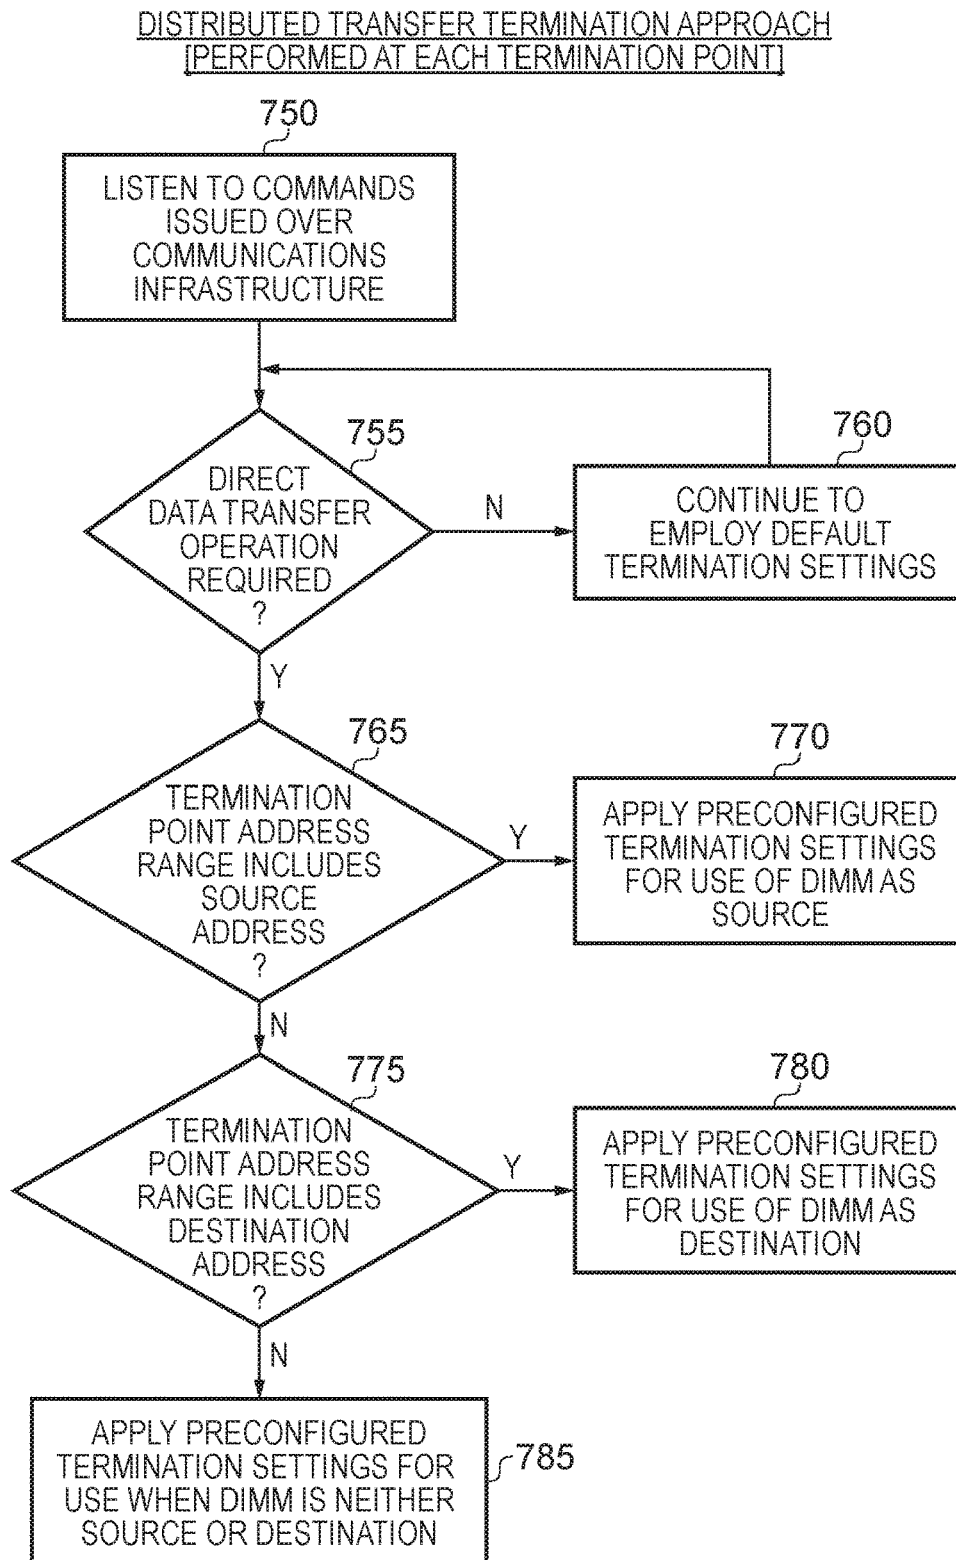 DISTRIBUTED TRANSFER TERMINATION APPROACH
[PERFORMED AT EACH TERMINATION POINT]
750
LISTEN TO COMMANDS
ISSUED OVER
COMMUNICATIONS
INFRASTRUCTURE
755
DIRECT
DATA TRANSFER
OPERATION
REQUIRED
?
N
760
CONTINUE TO
EMPLOY DEFAULT
TERMINATION SETTINGS
Y
765
TERMINATION
POINT ADDRESS
RANGE INCLUDES
SOURCE
ADDRESS
?
Y
770
APPLY PRECONFIGURED
TERMINATION SETTINGS
FOR USE OF DIMM AS
SOURCE
N
775
TERMINATION
POINT ADDRESS
RANGE INCLUDES
DESTINATION
ADDRESS
?
Y
780
APPLY PRECONFIGURED
TERMINATION SETTINGS
FOR USE OF DIMM AS
DESTINATION
N
APPLY PRECONFIGURED
TERMINATION SETTINGS FOR
USE WHEN DIMM IS NEITHER
SOURCE OR DESTINATION
785